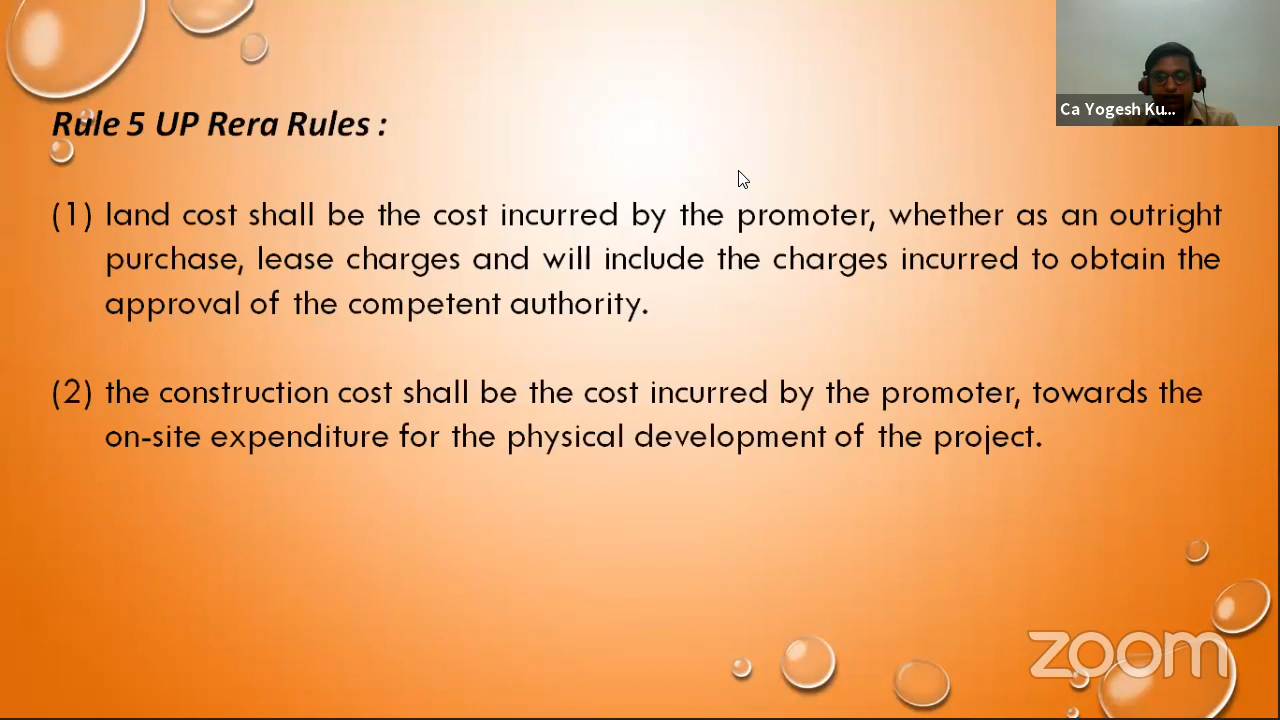 Ca Yogesh Ku...
Rule 5 UP Rera Rules :
(1) land cost shall be the cost incurred by the promoter, whether as an outright
purchase, lease charges and will include the charges incurred to obtain the
approval of the competent authority.
(2) the construction cost shall be the cost incurred by the promoter, towards the
on-site expenditure for the physical development of the project.
zoom